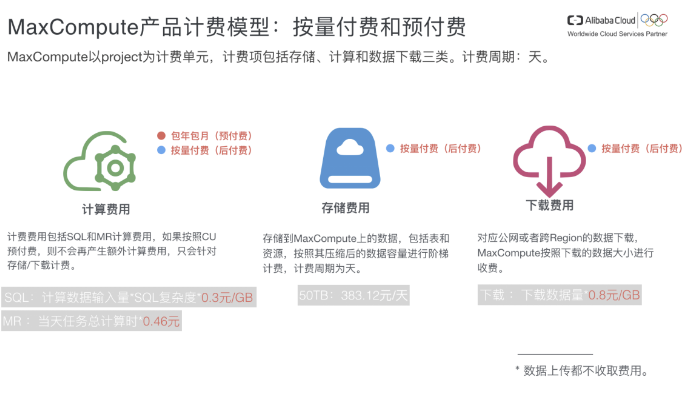 MaxCompute产品计费模型：按量付费和预付费
Alibaba Cloud
Worldwide Cloud Services Partner
MaxCompute以project为计费单元，计费项包括存储、计算和数据下载三类。计费周期：天。
包年包月（预付费）
按量付费（后付费）
计算费用
计费费用包括SQL和MR计算费用，如果按照CU
预付费，则不会再产生额外计算费用，只会针对
存储/下载计费。
SQL：计算数据输入量*SQL复杂度*0.3元/GB
MR ：当天任务总计算时*0.46元
按量付费（后付费）
存储费用
存储到MaxCompute上的数据，包括表和
资源，按照其压缩后的数据容量进行阶梯
计费，计费周期为天。
50TB：383.12元/天
按量付费（后付费）
下载费用
对应公网或者跨Region的数据下载，
MaxCompute按照下载的数据大小进行
收费。
下载 ：下载数据量*0.8元/GB
* 数据上传都不收取费用。